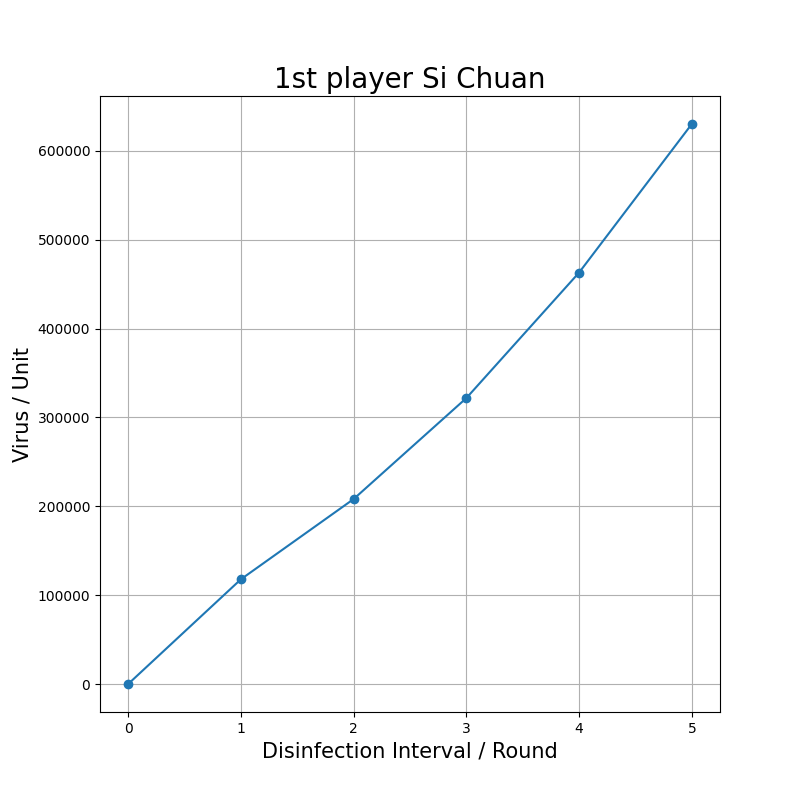 1st player Si Chuan
600000
500000
400000
300000
200000
100000
0
Virus / Unit
0 1 2 3 4 5
Disinfection Interval / Round